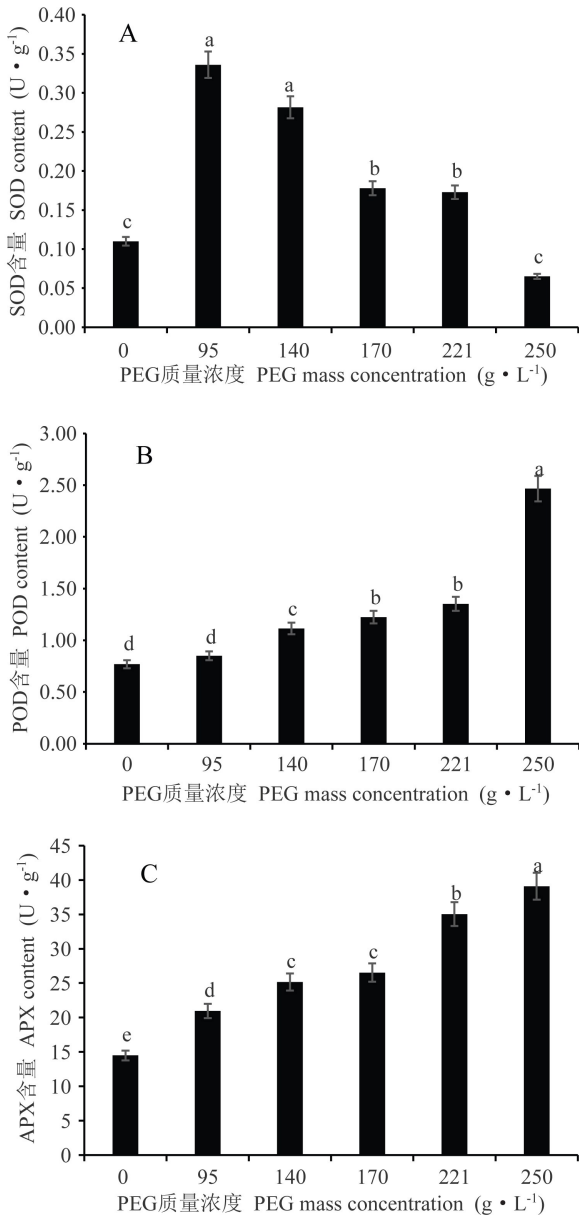 A
SOD含量 SOD content (U·g-1)
0.40
0.35
0.30
0.25
0.20
0.15
0.10
0.05
0.00
c
a
a
b
b
c
0 95 140 170 221 250
PEG质量浓度 PEG mass concentration (g·L-1)
B
POD含量 POD content (U·g-1)
3.00
2.50
2.00
1.50
1.00
0.50
0.00
d
d
c
b
b
a
0 95 140 170 221 250
PEG质量浓度 PEG mass concentration (g·L-1)
C
APX含量 APX content (U·g-1)
45
40
35
30
25
20
15
10
5
0
e
d
c
c
b
a
0 95 140 170 221 250
PEG质量浓度 PEG mass concentration (g·L-1)